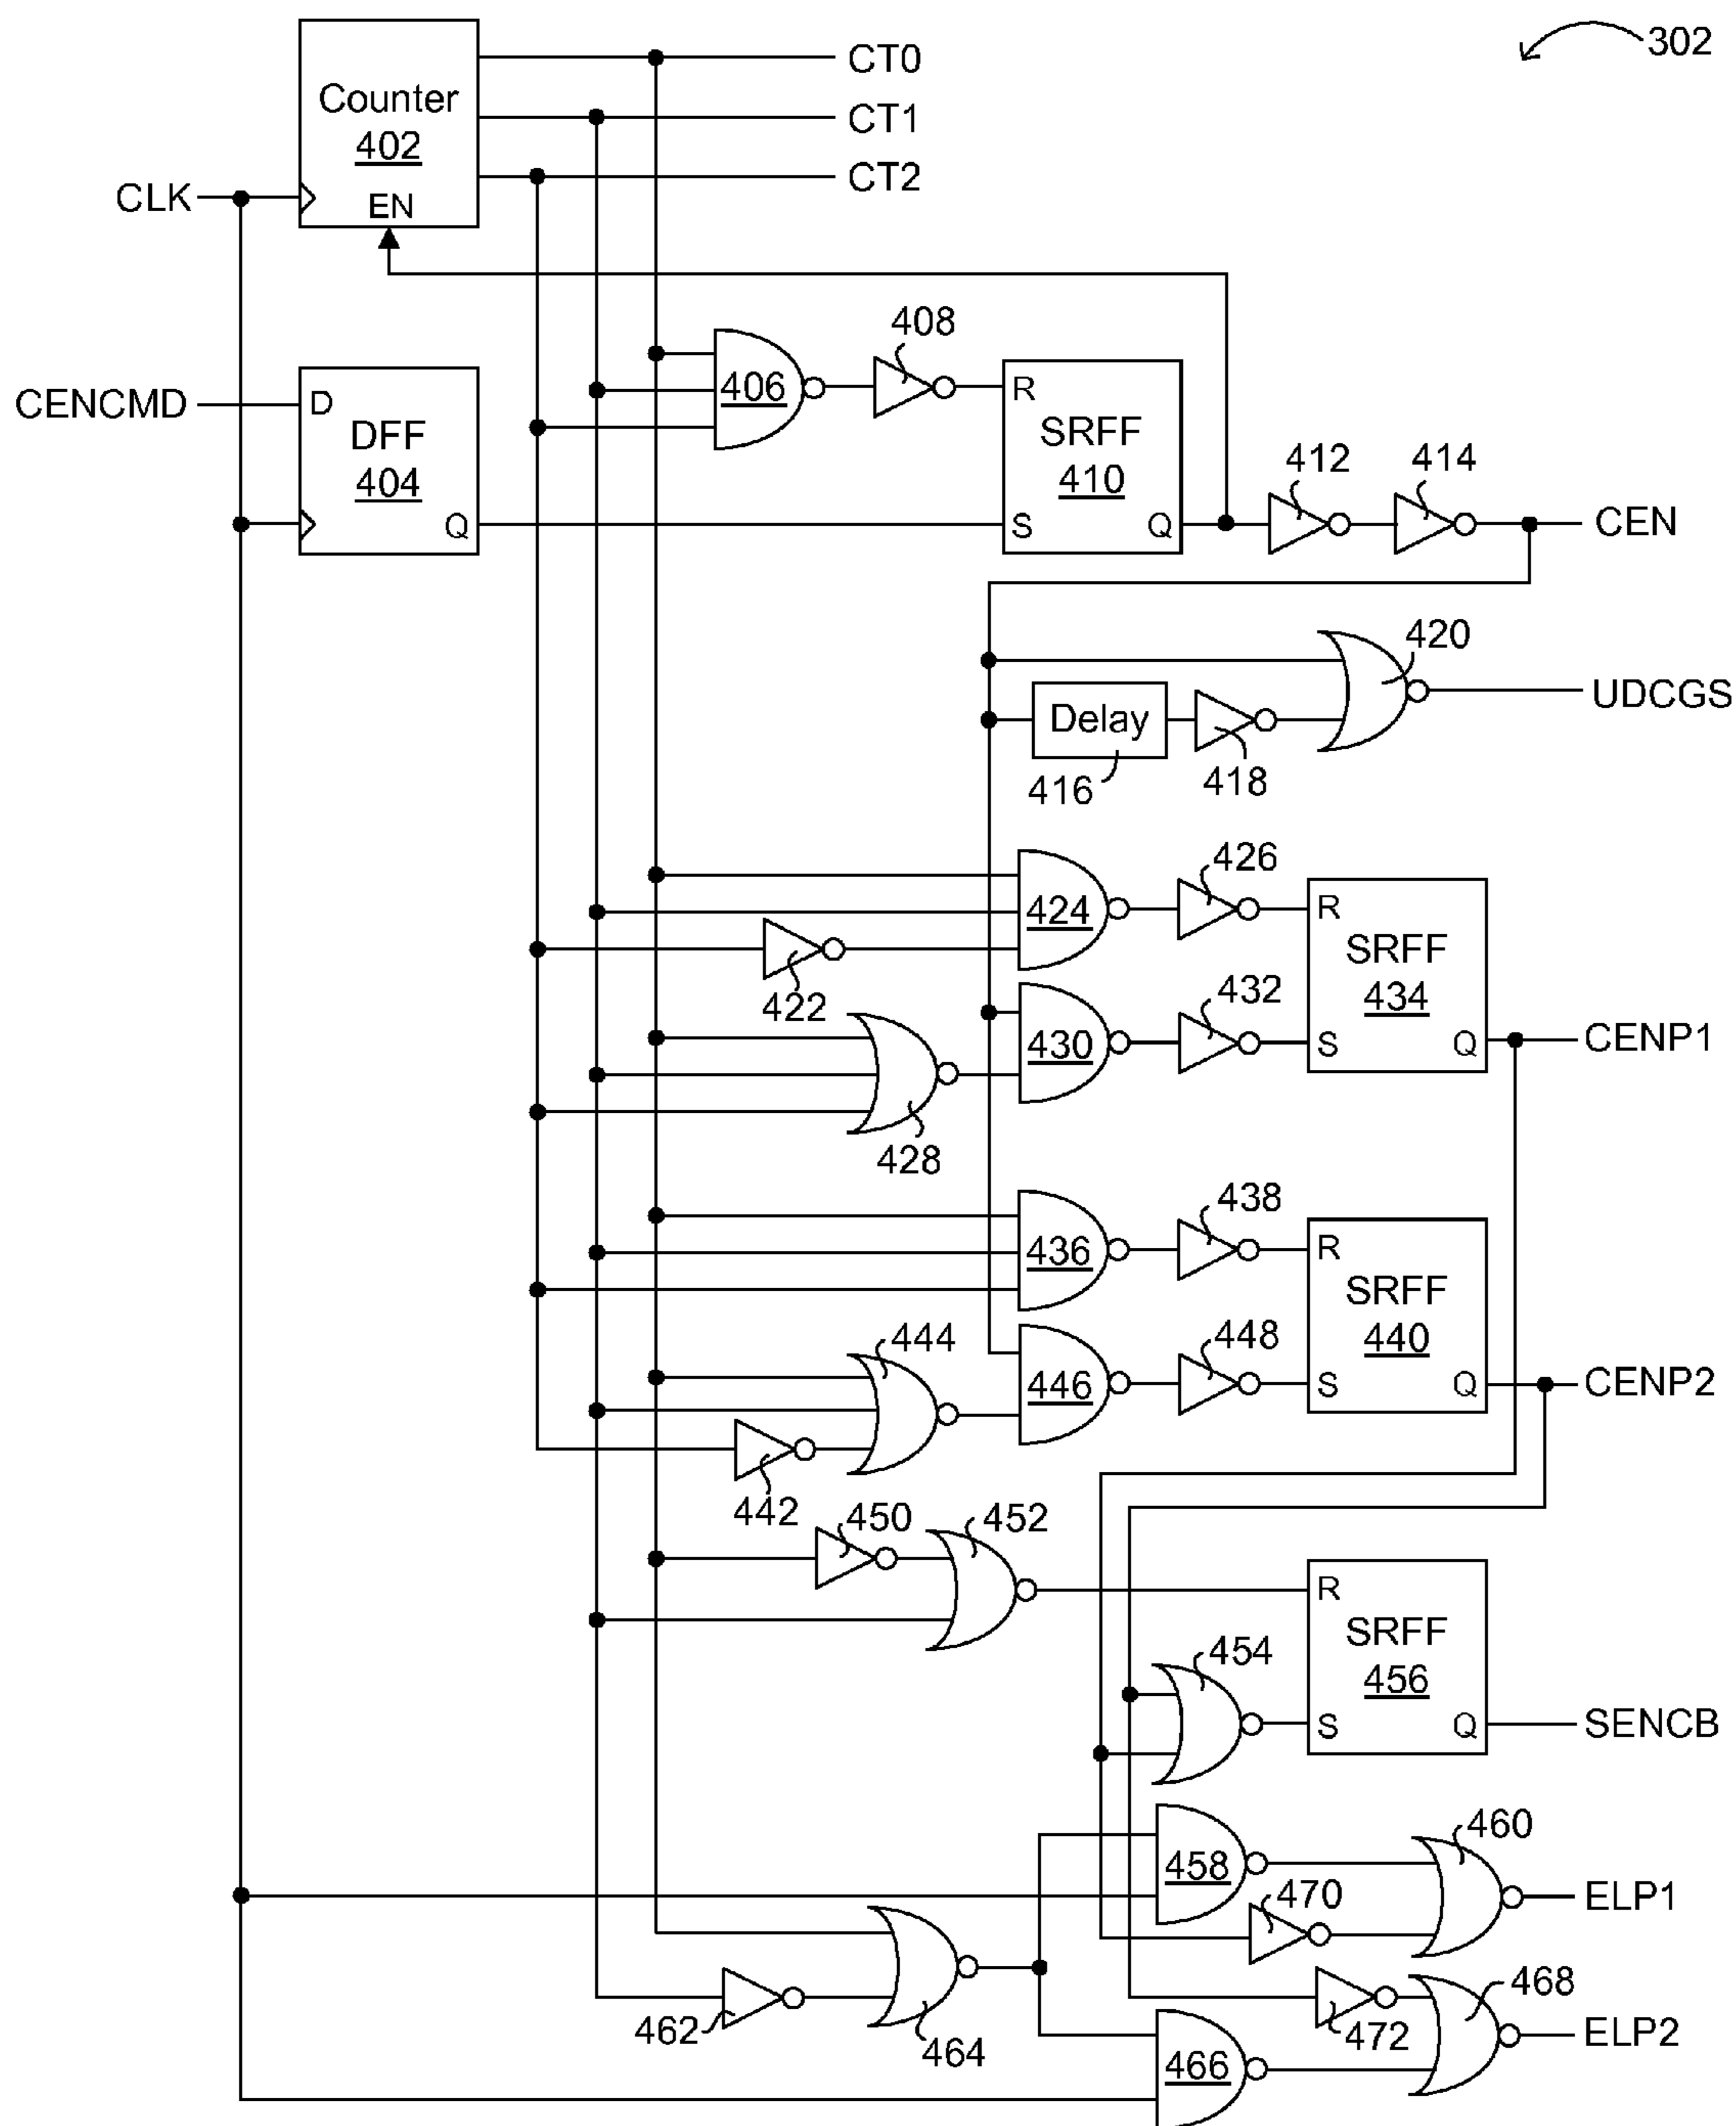 302
CT0
Counter
402
CT1
CT2
CLK
EN
408
CENCMD
D
DFF
404
Q
406
R
SRFF
410
S
Q
412
414
CEN
420
UDCGS
Delay
416
418
426
424
R
SRFF
434
422
432
430
S
Q
CENP1
428
438
436
R
SRFF
440
444
448
446
S
Q
CENP2
442
450
452
R
SRFF
456
454
S
Q
SENCB
460
458
470
ELP1
468
462
464
472
ELP2
466